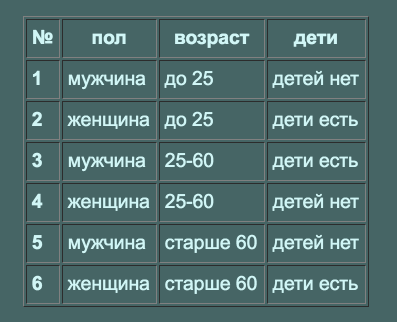 № пол возраст дети
1 мужчина до 25 детей нет
2 женщина до 25 дети есть
3 мужчина 25-60 дети есть
4 женщина 25-60 детей нет
5 мужчина старше 60 детей нет
6 женщина старше 60 дети есть